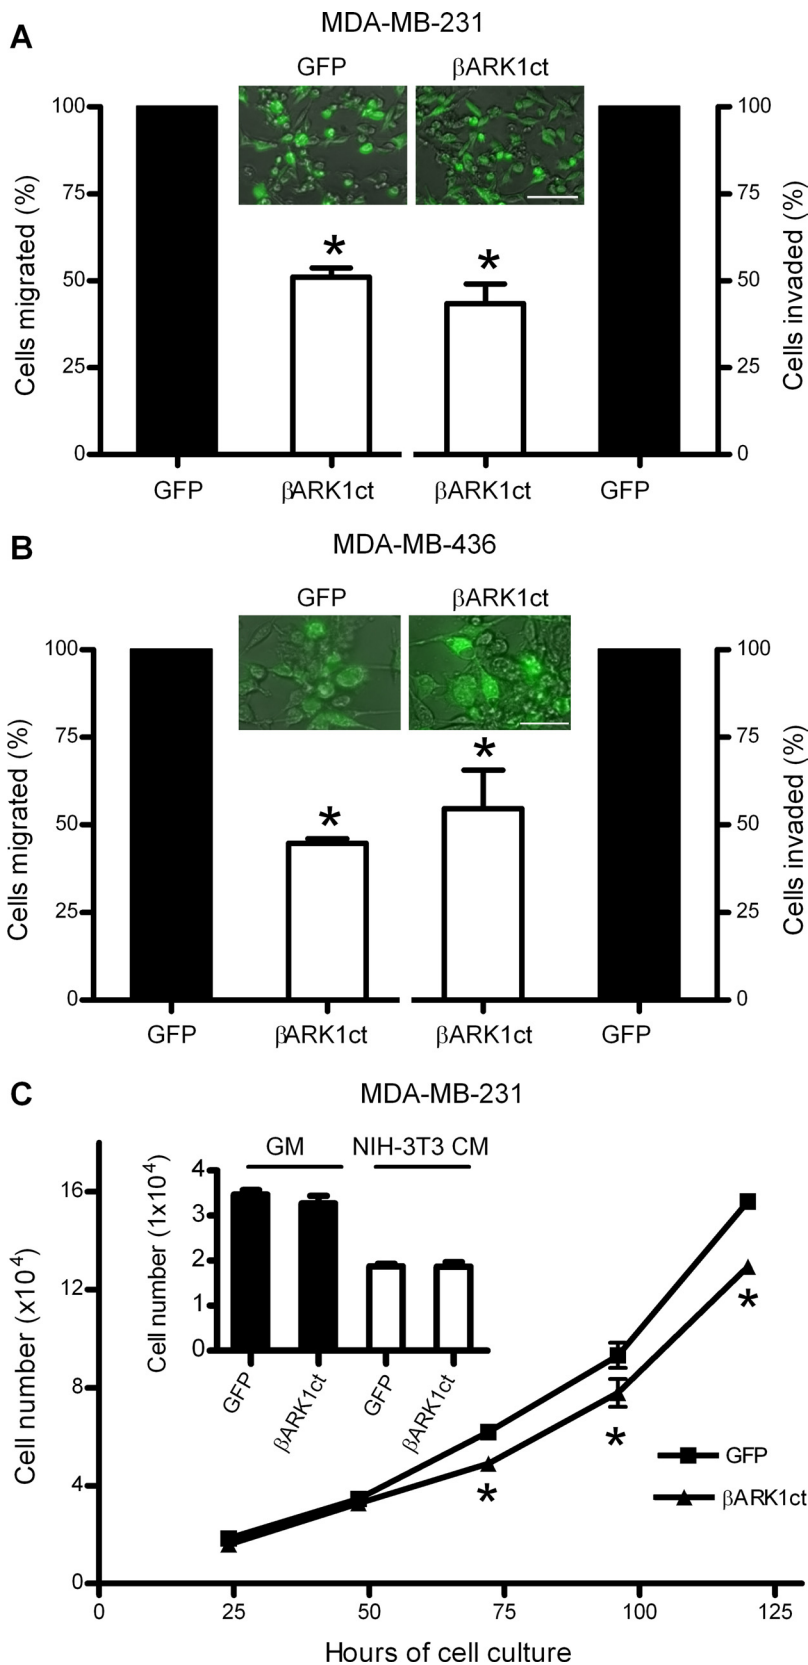 A
MDA-MB-231
GFP
βARK1ct
100
75
50
25
0
Cells migrated (%)
*
*
100
75
50
25
0
Cells invaded (%)
GFP
βARK1ct
βARK1ct
GFP
B
MDA-MB-436
GFP
βARK1ct
100
75
50
25
0
Cells migrated (%)
*
*
100
75
50
25
0
Cells invaded (%)
GFP
βARK1ct
βARK1ct
GFP
C
MDA-MB-231
GM
NIH-3T3 CM
4
3
2
1
0
Cell number (1x10⁴)
GFP
βARK1ct
GFP
βARK1ct
16
12
8
4
0
Cell number (x10⁴)
*
*
*
GFP
βARK1ct
0
25
50
75
100
125
Hours of cell culture